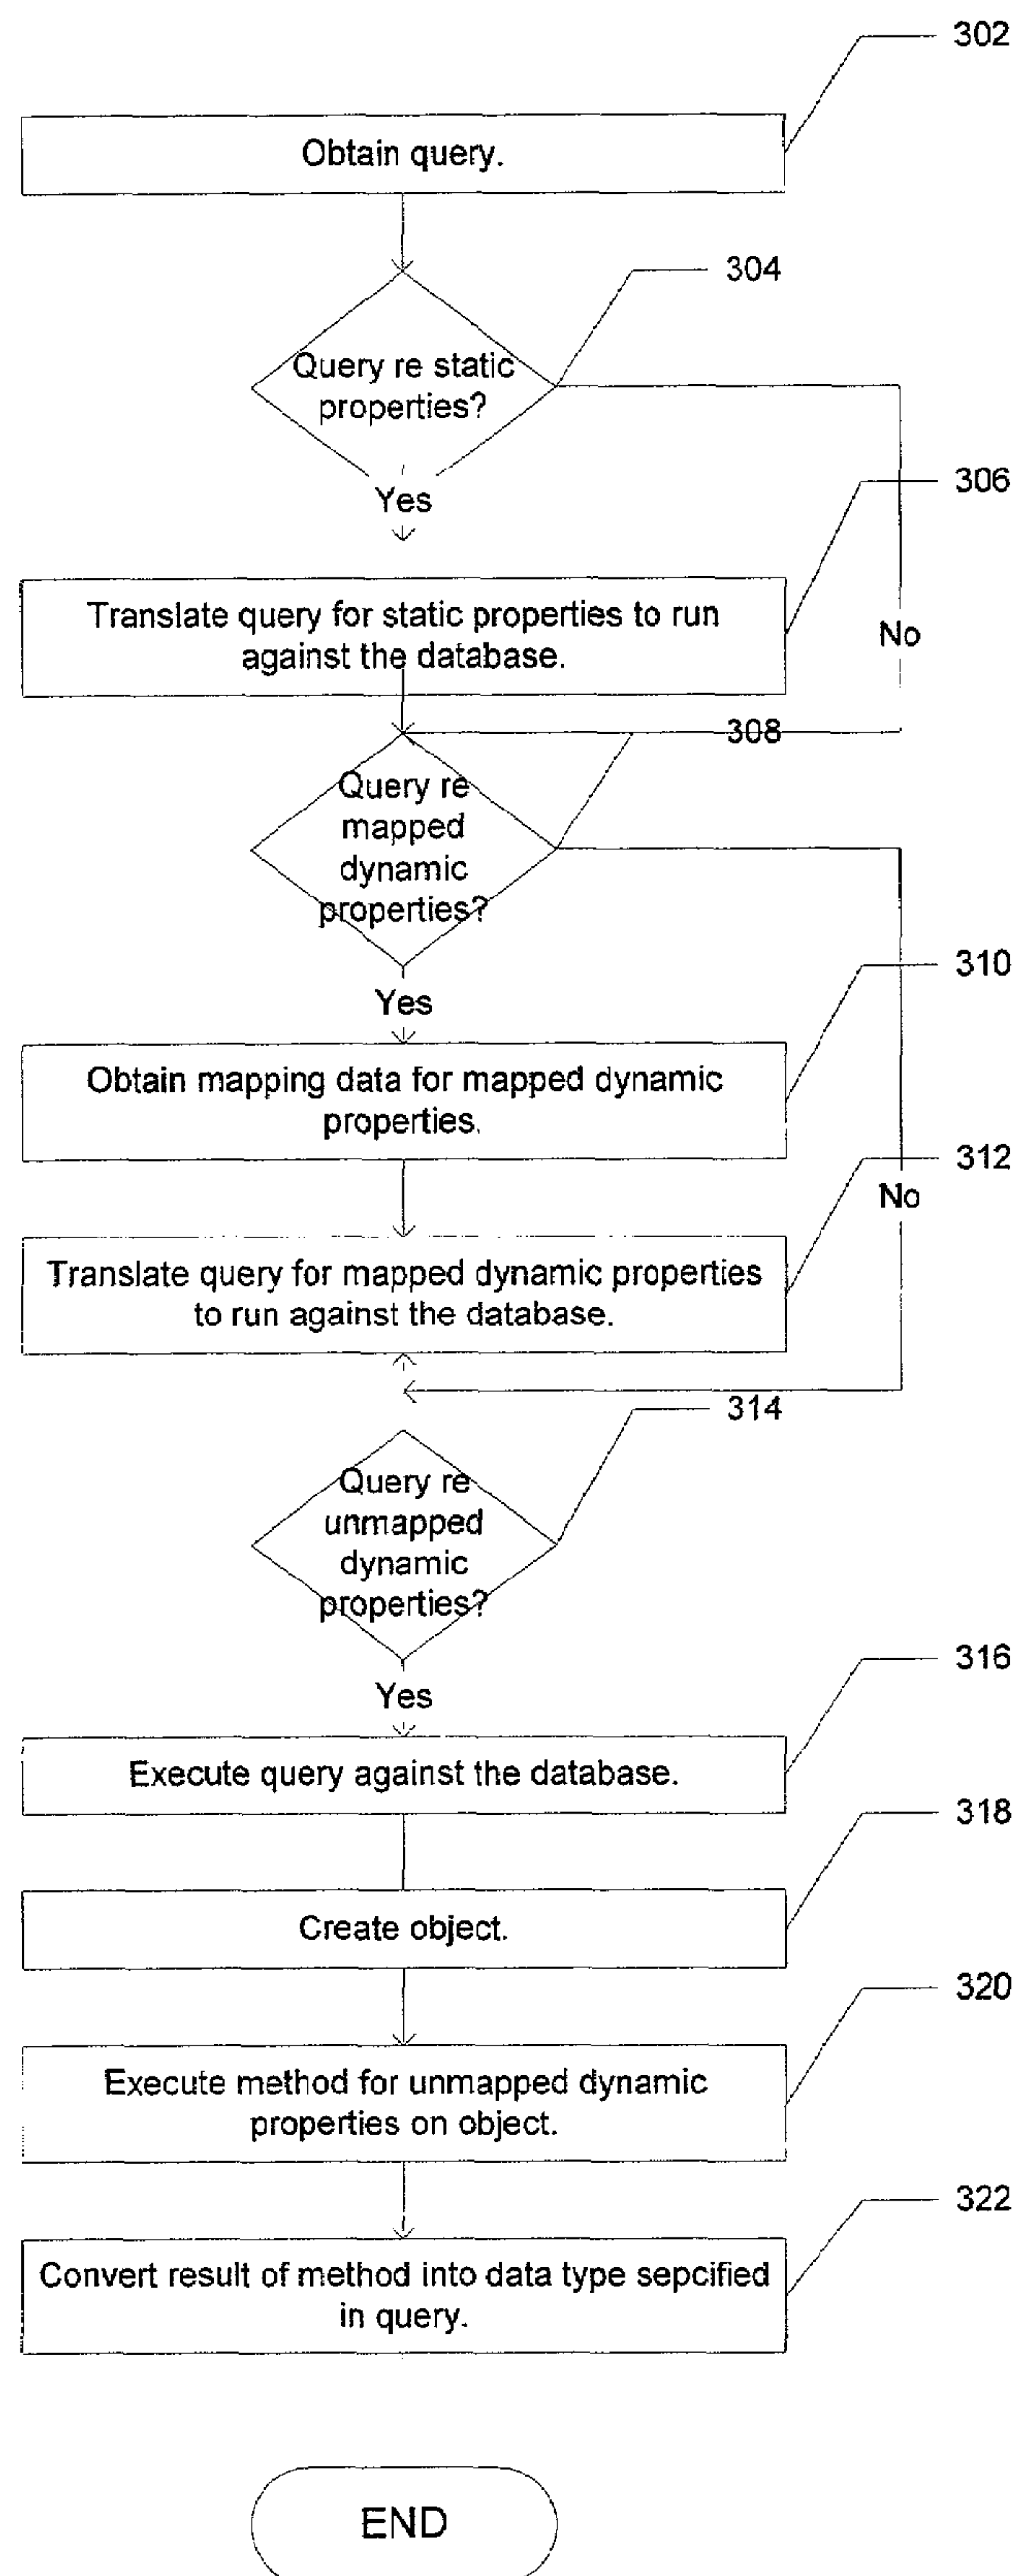 302
Obtain query.
304
Query re static
properties?
306
Yes
Translate query for static properties to run
against the database.
No
308
Query re
mapped
dynamic
properties?
310
Yes
Obtain mapping data for mapped dynamic
properties.
312
No
Translate query for mapped dynamic properties
to run against the database.
314
Query re
unmapped
dynamic
properties?
316
Yes
Execute query against the database.
318
Create object.
320
Execute method for unmapped dynamic
properties on object.
322
Convert result of method into data type sepcified
in query.
END